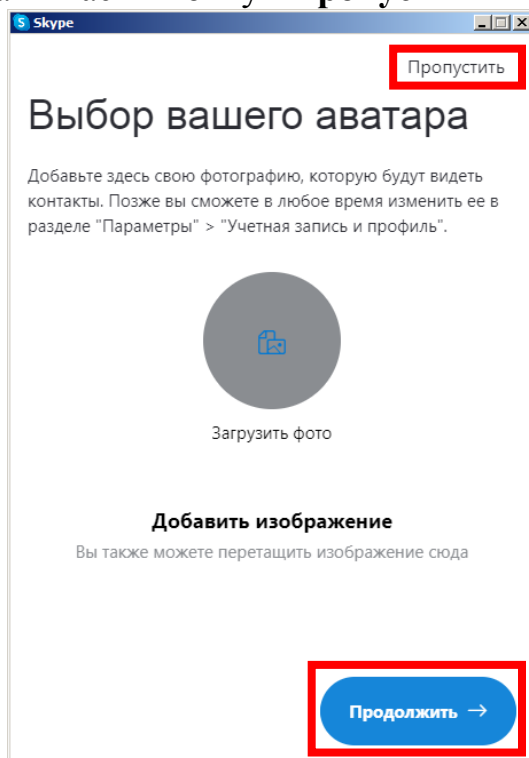 Skype
Пропустить
Выбор вашего аватара
Добавьте здесь свою фотографию, которую будут видеть
контакты. Позже вы сможете в любое время изменить ее в
разделе "Параметры" > "Учетная запись и профиль".
Загрузить фото
Добавить изображение
Вы также можете перетащить изображение сюда
Продолжить →